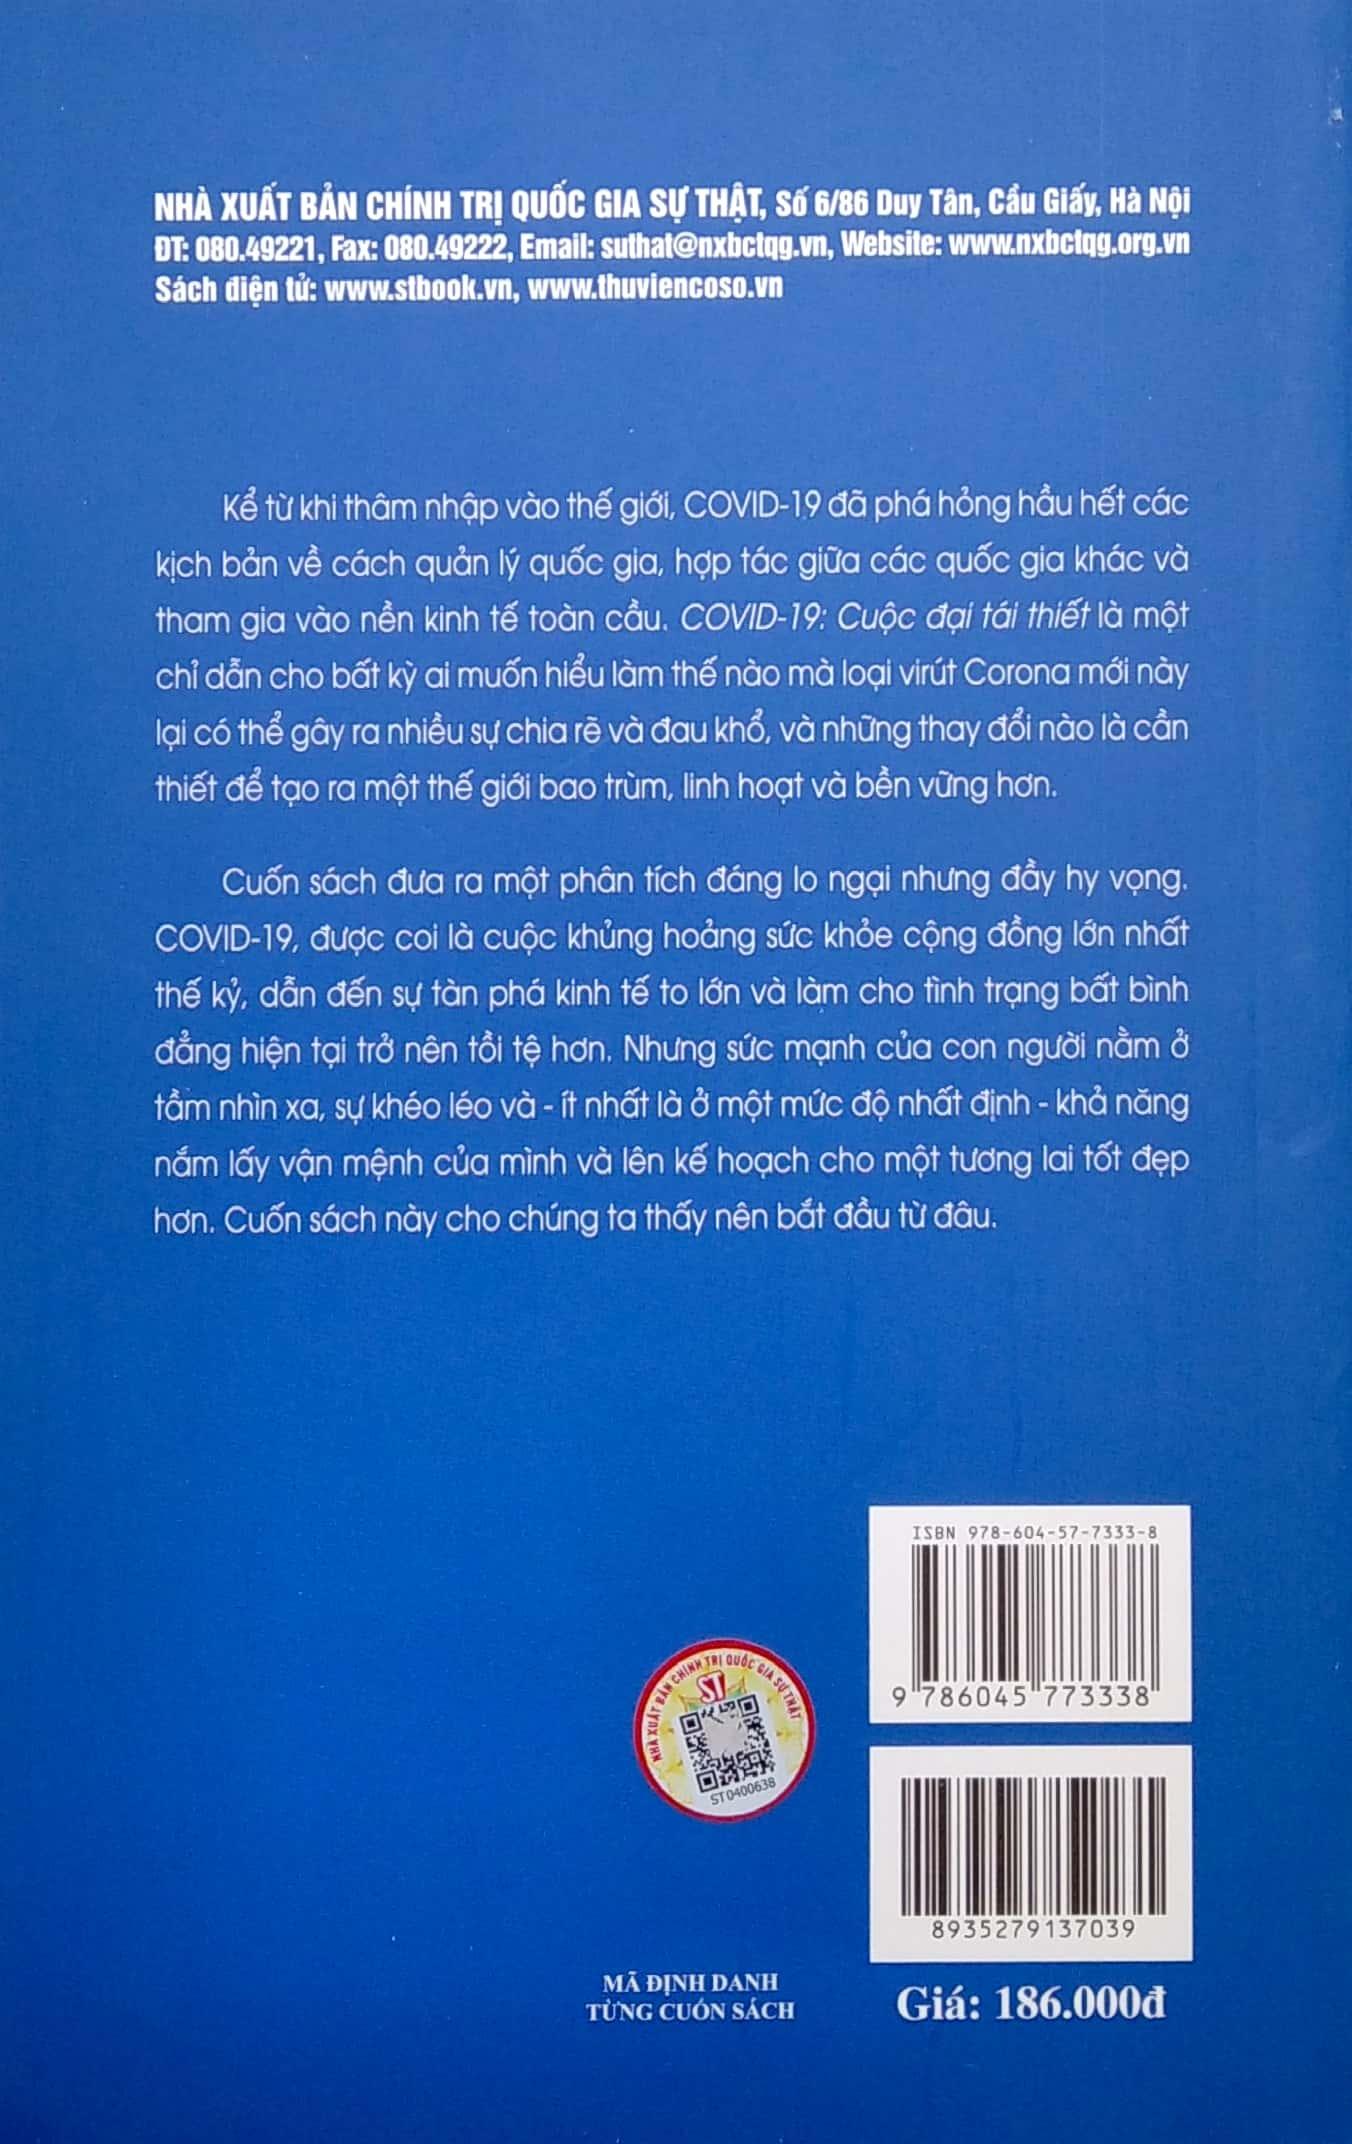 NHÀ XUẤT BẢN CHÍNH TRỊ QUỐC GIA SỰ THẬT, Số 6/86 Duy Tân, Cầu Giấy, Hà Nội
ĐT: 080.49221, Fax: 080.49222, Email: suthat@nxbctqg.vn, Website: www.nxbctqg.org.vn
Sách điện tử: www.stbook.vn, www.thuviencoso.vn
Kể từ khi thâm nhập vào thế giới, COVID-19 đã phá hỏng hầu hết các
kịch bản về cách quản lý quốc gia, hợp tác giữa các quốc gia khác và
tham gia vào nền kinh tế toàn cầu. COVID-19: Cuộc đại tái thiết là một
chỉ dẫn cho bất kỳ ai muốn hiểu làm thế nào mà loại virút Corona mới này
lại có thể gây ra nhiều sự chia rẽ và đau khổ, và những thay đổi nào là cần
thiết để tạo ra một thế giới bao trùm, linh hoạt và bền vững hơn.
Cuốn sách đưa ra một phân tích đáng lo ngại nhưng đầy hy vọng.
COVID-19, được coi là cuộc khủng hoảng sức khỏe cộng đồng lớn nhất
thế kỷ, dẫn đến sự tàn phá kinh tế to lớn và làm cho tình trạng bất bình
đẳng hiện tại trở nên tồi tệ hơn. Nhưng sức mạnh của con người nằm ở
tầm nhìn xa, sự khéo léo và - ít nhất là ở một mức độ nhất định - khả năng
nắm lấy vận mệnh của mình và lên kế hoạch cho một tương lai tốt đẹp
hơn. Cuốn sách này cho chúng ta thấy nên bắt đầu từ đâu.
ISBN 978-604-57-7333-8
9 786045 773338
NHÀ XUẤT BẢN CHÍNH TRỊ QUỐC GIA SỰ THẬT
ST
ST0400638
8935279137039
MÃ ĐỊNH DANH
TỪNG CUỐN SÁCH
Giá: 186.000đ